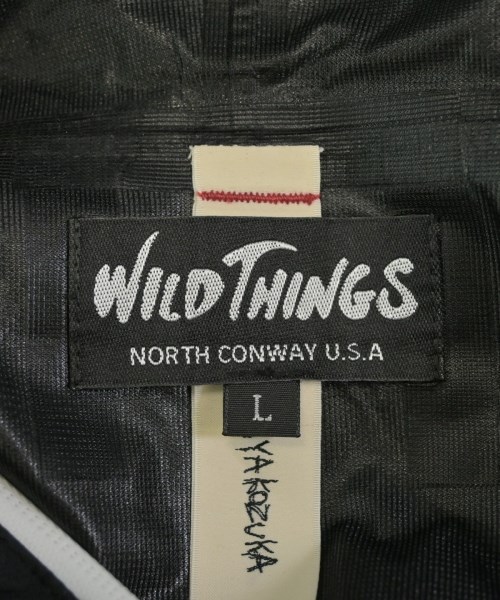 WILD THINGS
NORTH CONWAY U.S.A
L
YA KOZUKA